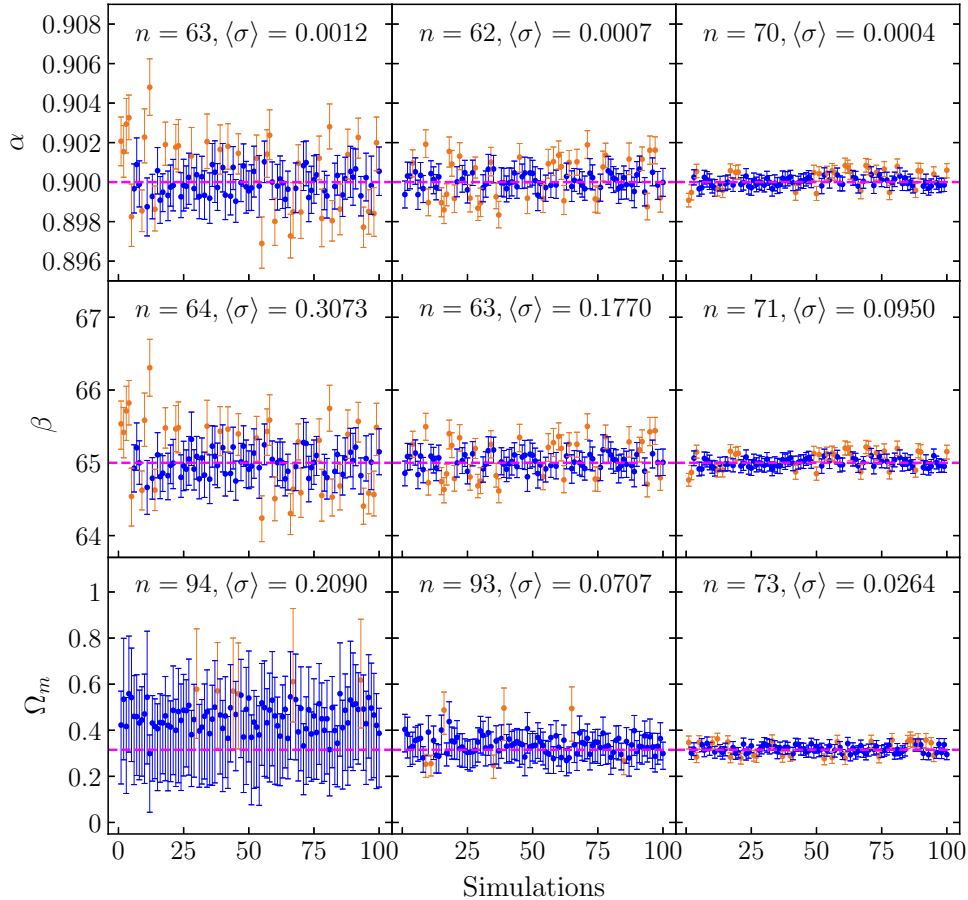 n = 63, ⟨σ⟩ = 0.0012
n = 62, ⟨σ⟩ = 0.0007
n = 70, ⟨σ⟩ = 0.0004
0.908
0.906
0.904
0.902
0.900
0.898
0.896
α
n = 64, ⟨σ⟩ = 0.3073
n = 63, ⟨σ⟩ = 0.1770
n = 71, ⟨σ⟩ = 0.0950
67
66
65
64
β
n = 94, ⟨σ⟩ = 0.2090
n = 93, ⟨σ⟩ = 0.0707
n = 73, ⟨σ⟩ = 0.0264
1
0.8
0.6
0.4
0.2
0
Ωm
0 25 50 75 100
0 25 50 75 100
0 25 50 75 100
Simulations